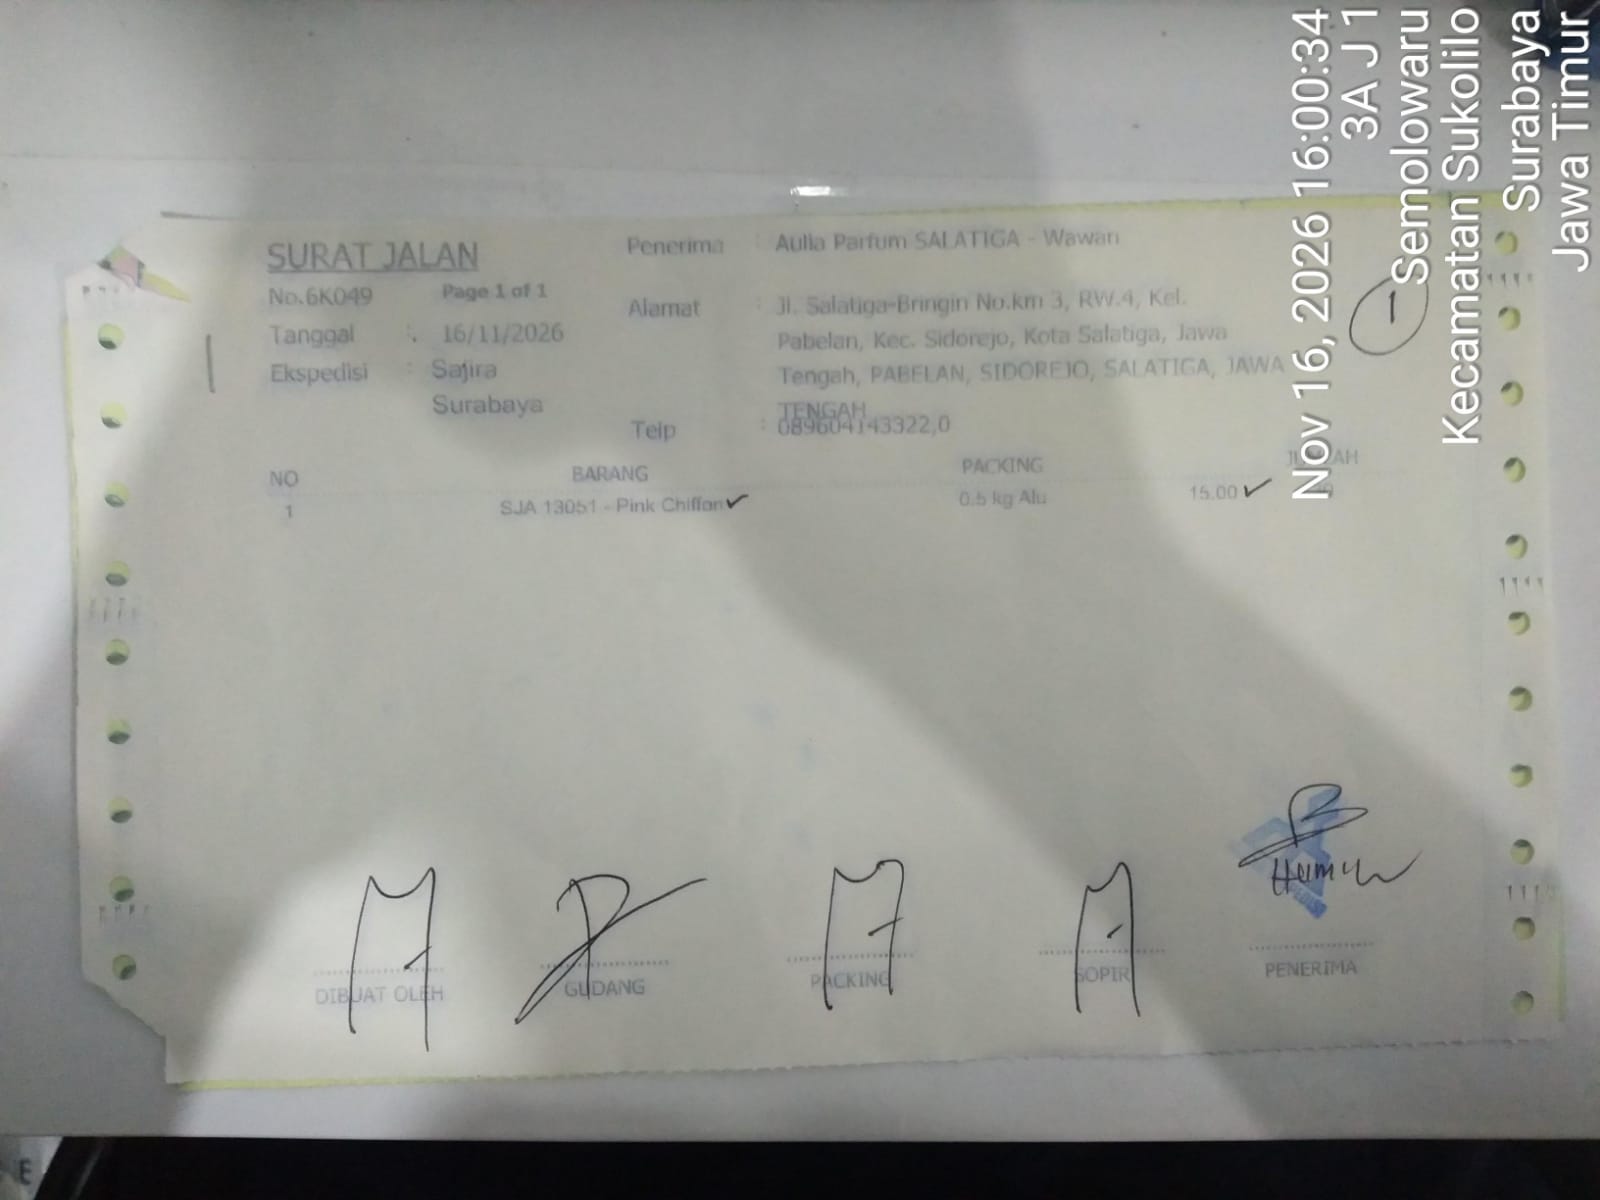 Nov 16, 2026 16:00:34
3A J 1
Semolowaru
Kecamatan Sukolilo
Surabaya
Jawa Timur
SURAT JALAN
No.6K049 Page 1 of 1
Tanggal : 16/11/2026
Ekspedisi : Sajira
Surabaya
Penerima : Aulia Parfum SALATIGA - Wawan
Alamat : Jl. Salatiga-Bringin No.km 3, RW.4, Kel.
Pabelan, Kec. Sidorejo, Kota Salatiga, Jawa
Tengah, PABELAN, SIDOREJO, SALATIGA, JAWA
TENGAH
Telp : 089604143322,0
1
NO BARANG PACKING
1 SJA 13051 - Pink Chiffon ✓ 0.5 kg Alu 15.00 ✓
DIBUAT OLEH GUDANG PACKING SOPIR PENERIMA
E